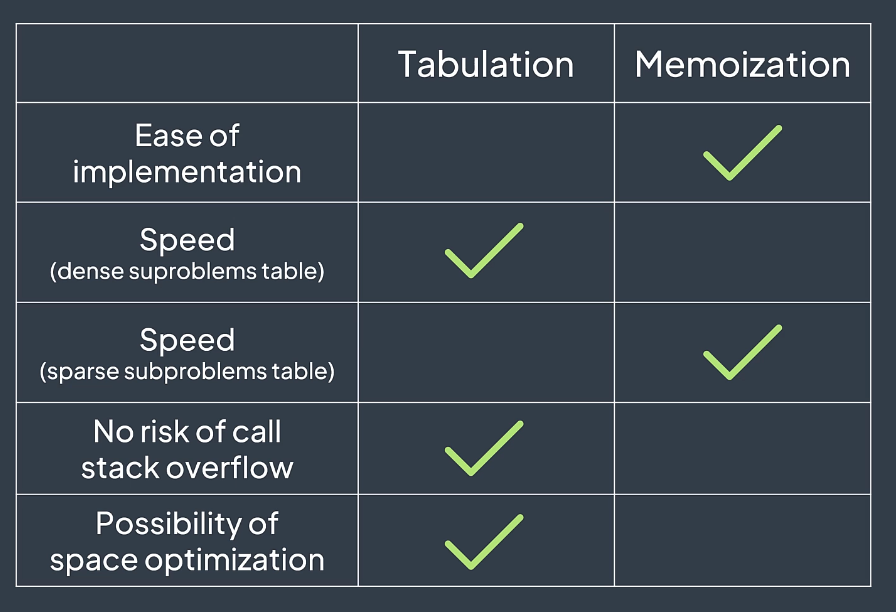 Tabulation
Memoization
Ease of
implementation
Speed
(dense suproblems table)
Speed
(sparse subproblems table)
No risk of call
stack overflow
Possibility of
space optimization